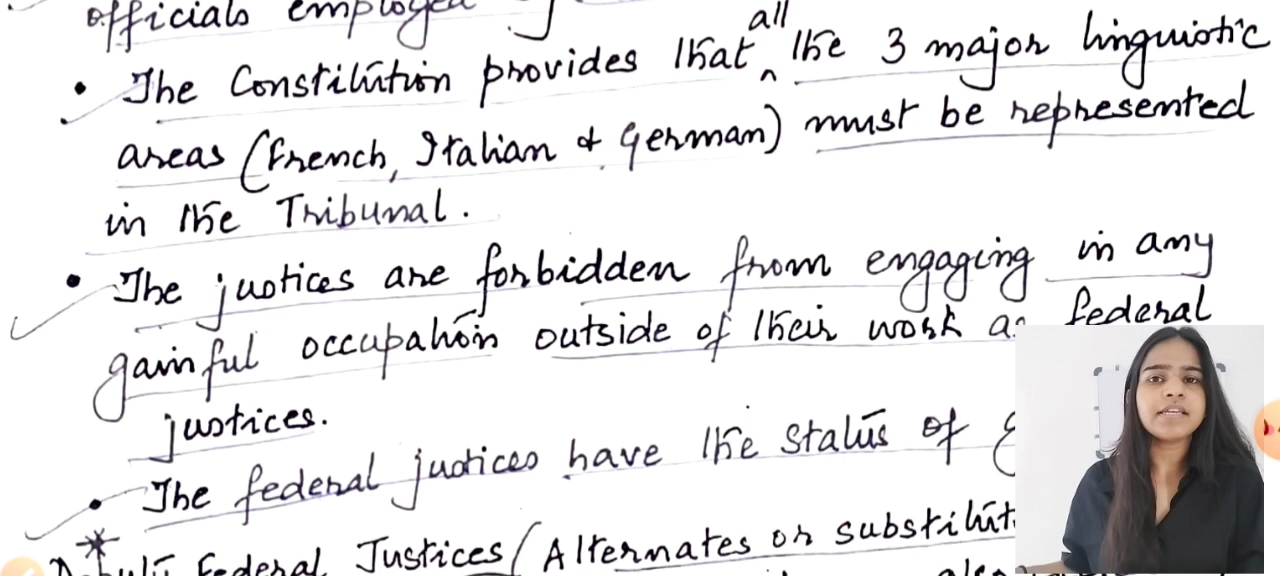 officials employed
• The Constitution provides that all the 3 major linguistic
areas (French, Italian & German) must be represented
in the Tribunal.
• The justices are forbidden from engaging in any
gainful occupation outside of their work as federal
justices.
• The federal justices have the status of
Federal Justices (Alternates or